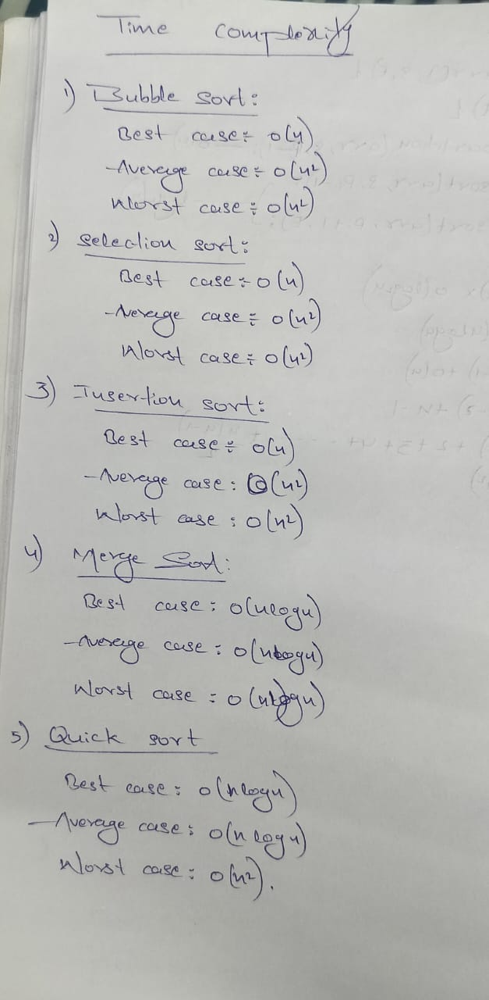 Time complexity
1) Bubble sort:
Best case: O(n)
Average case: O(n²)
Worst case: O(n²)
2) Selection sort:
Best case: O(n)
Average case: O(n²)
Worst case: O(n²)
3) Insertion sort:
Best case: O(n)
Average case: O(n²)
Worst case: O(n²)
4) Merge Sort:
Best case: O(nlogn)
Average case: O(nlogn)
Worst case: O(nlogn)
5) Quick sort
Best case: O(nlogn)
Average case: O(n logn)
Worst case: O(n²).